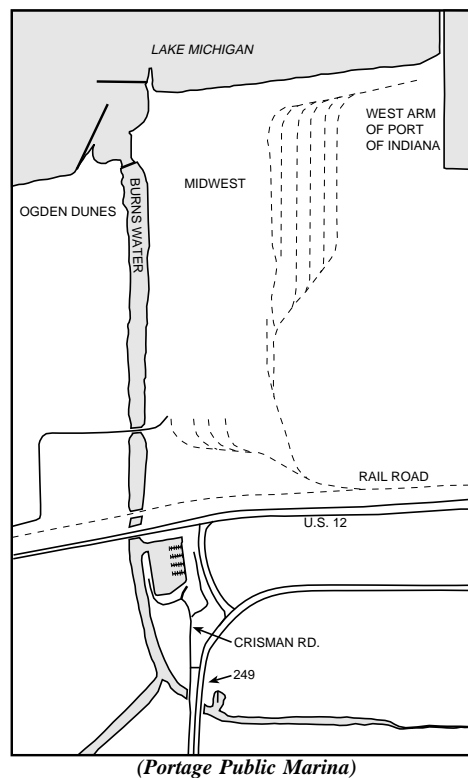 LAKE MICHIGAN
WEST ARM
OF PORT
OF INDIANA
MIDWEST
OGDEN DUNES
BURNS WATER
RAIL ROAD
U.S. 12
CRISMAN RD.
249
(Portage Public Marina)